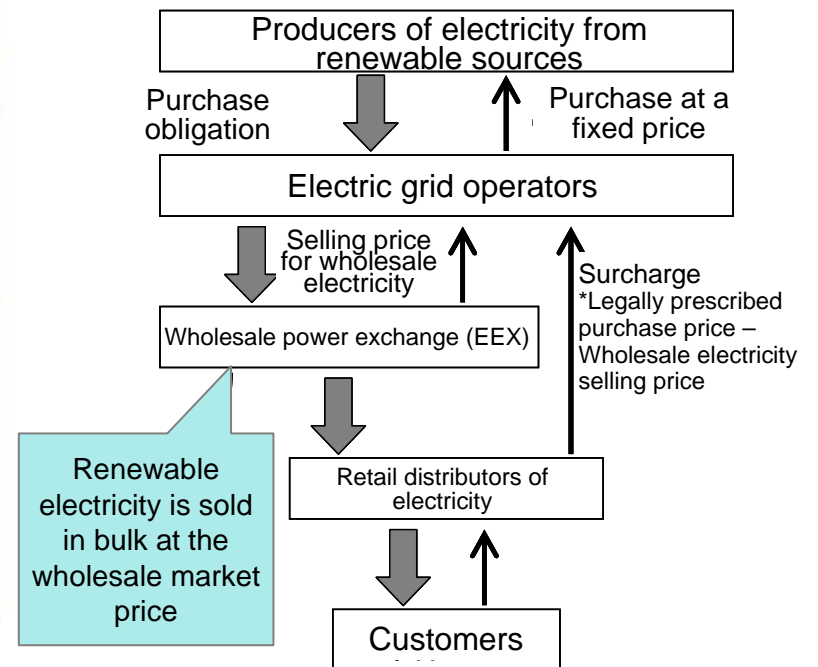 Producers of electricity from
renewable sources
Purchase
obligation
Purchase at a
fixed price
Electric grid operators
Selling price
for wholesale
electricity
Surcharge
*Legally prescribed
purchase price –
Wholesale electricity
selling price
Wholesale power exchange (EEX)
Renewable
electricity is sold
in bulk at the
wholesale market
price
Retail distributors of
electricity
Customers